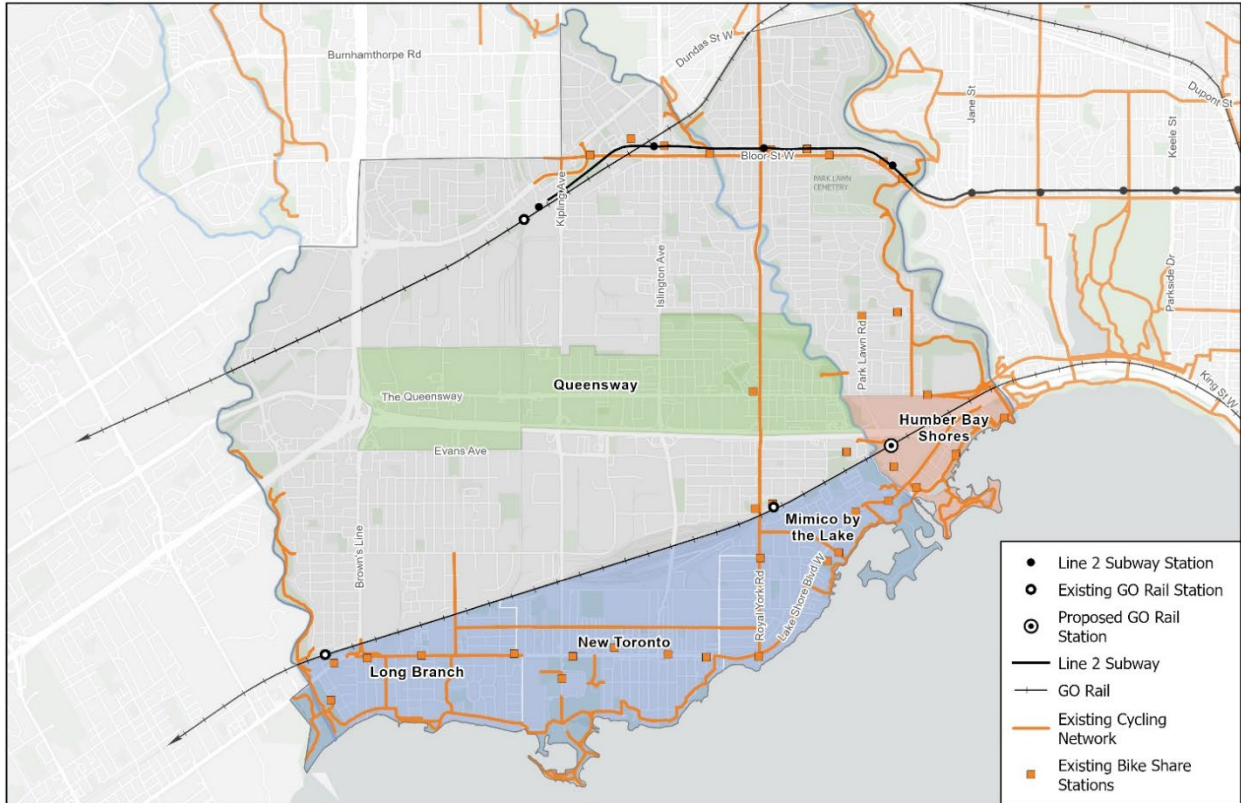 Burnhamthorpe Rd
Dundas St W
Dupont St
Jane St
Keele St
Bloor St W
Kipling Ave
PARK LAWN
CEMETERY
Islington Ave
Parkside Dr
Park Lawn Rd
King St W
Queensway
The Queensway
Humber Bay
Shores
Evans Ave
Mimico by
the Lake
Brown's Line
Royal York Rd
Lake Shore Blvd W
New Toronto
Long Branch
Line 2 Subway Station
Existing GO Rail Station
Proposed GO Rail
Station
Line 2 Subway
GO Rail
Existing Cycling
Network
Existing Bike Share
Stations